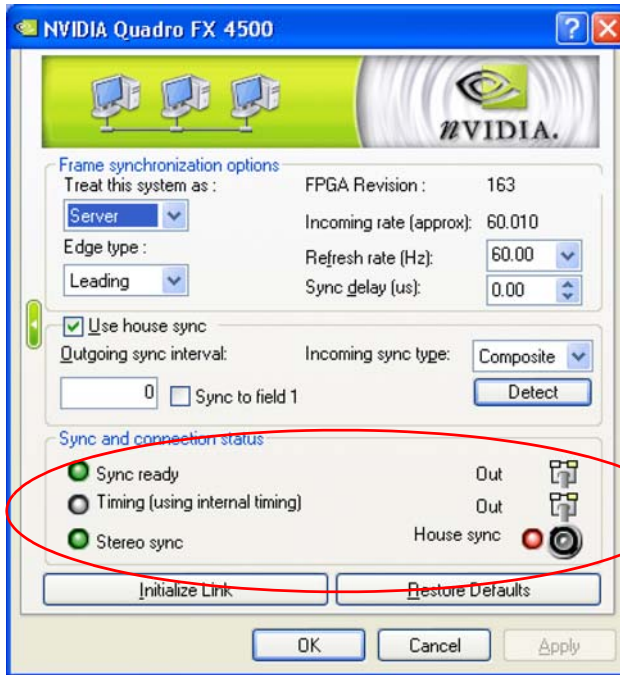 NVIDIA Quadro FX 4500
nVIDIA.
Frame synchronization options
Treat this system as :
Server
Edge type :
Leading
FPGA Revision : 163
Incoming rate (approx): 60.010
Refresh rate (Hz): 60.00
Sync delay (us): 0.00
Use house sync
Outgoing sync interval:
0 Sync to field 1
Incoming sync type: Composite
Detect
Sync and connection status
Sync ready Out
Timing (using internal timing) Out
Stereo sync House sync
Initialize Link Restore Defaults
OK Cancel Apply